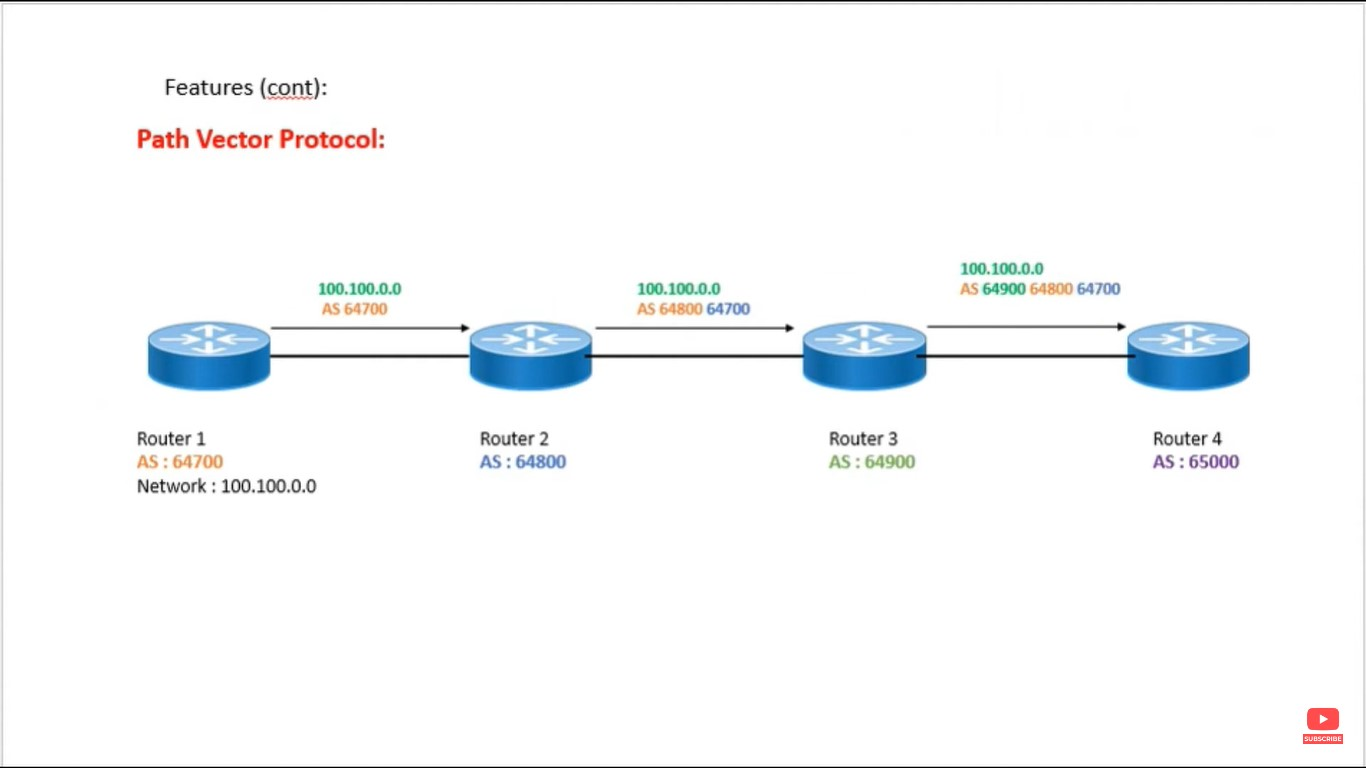 Features (cont):
Path Vector Protocol:
100.100.0.0
AS 64700
100.100.0.0
AS 64800 64700
100.100.0.0
AS 64900 64800 64700
Router 1
AS : 64700
Network : 100.100.0.0
Router 2
AS : 64800
Router 3
AS : 64900
Router 4
AS : 65000
SUBSCRIBE